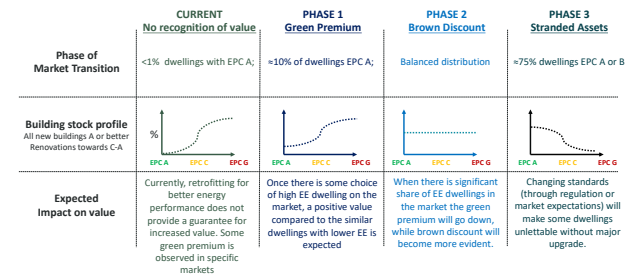 CURRENT
No recognition of value
PHASE 1
Green Premium
PHASE 2
Brown Discount
PHASE 3
Stranded Assets
Phase of
Market Transition
<1% dwellings with EPC A;
≈10% of dwellings EPC A;
Balanced distribution
≈75% dwellings EPC A or B
Building stock profile
All new buildings A or better
Renovations towards C-A
%
EPC A EPC C EPC G
EPC A EPC C EPC G
EPC A EPC C EPC G
EPC A EPC C EPC G
Expected
Impact on value
Currently, retrofitting for
better energy
performance does not
provide a guarantee for
increased value. Some
green premium is
observed in specific
markets
Once there is some choice
of high EE dwelling on the
market, a positive value
compared to the similar
dwellings with lower EE is
expected
When there is significant
share of EE dwellings in
the market the green
premium will go down,
while brown discount will
become more evident.
Changing standards
(through regulation or
market expectations) will
make some dwellings
unlettable without major
upgrade.